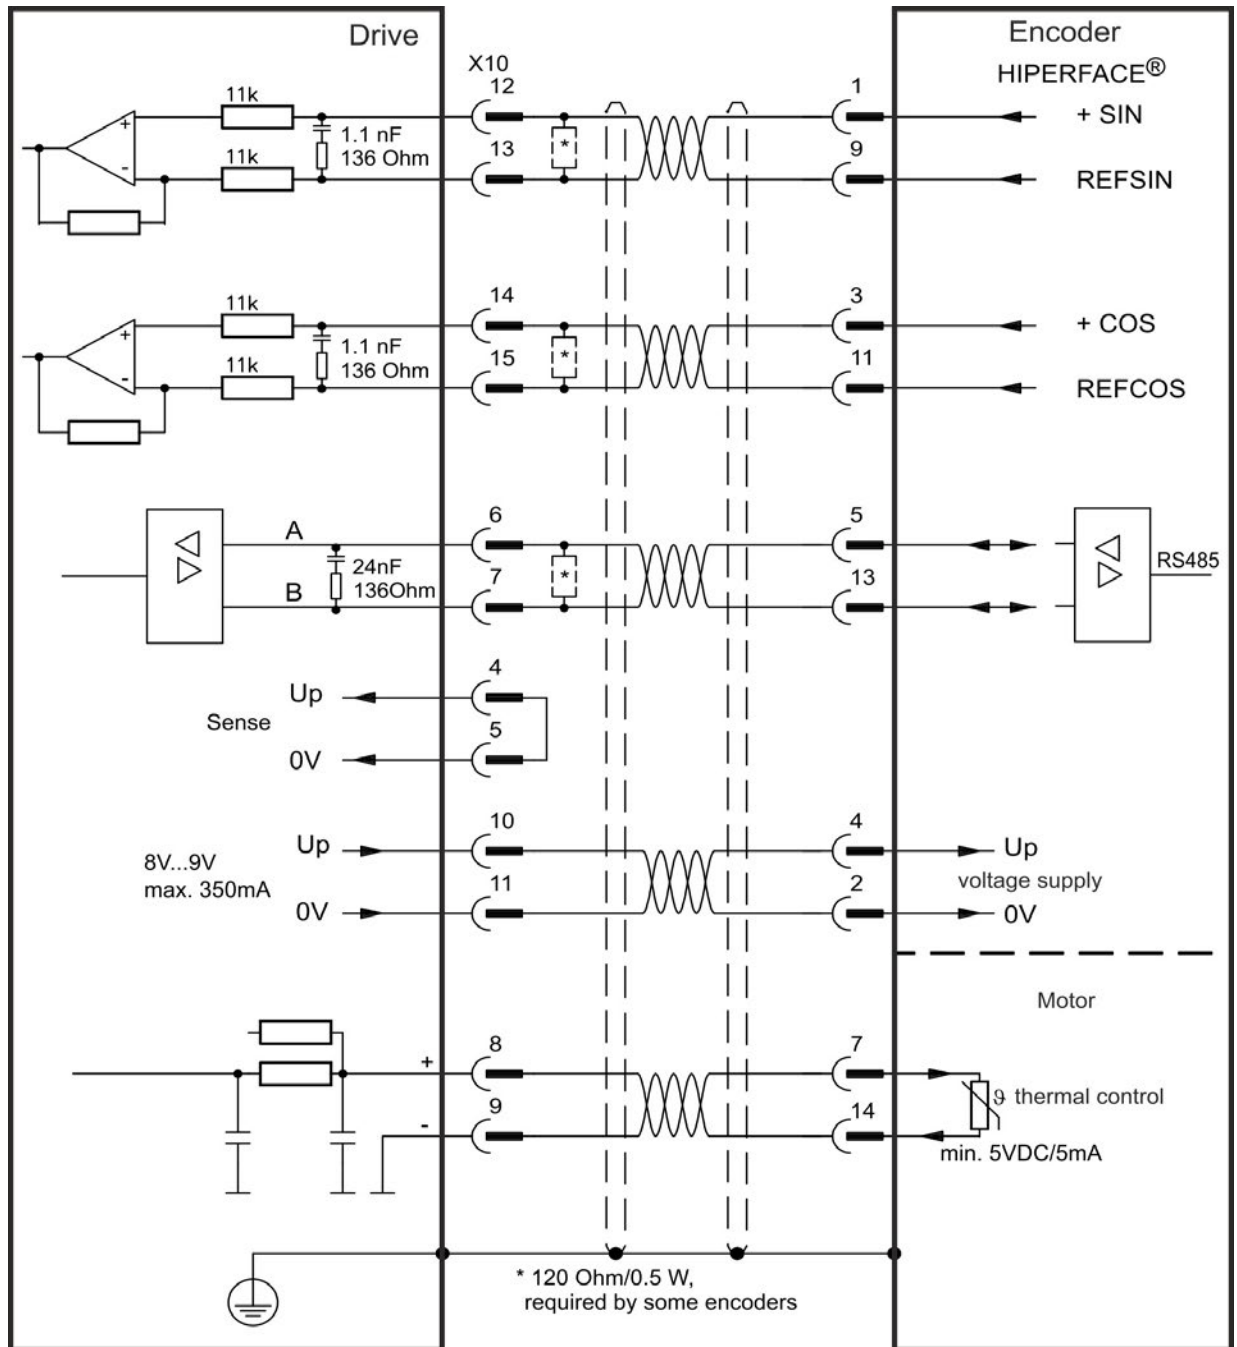 Drive
Encoder
HIPERFACE®
X10
11k
12
1
+ SIN
+
1.1 nF
136 Ohm
*
11k
13
9
REFSIN
-
11k
14
3
+ COS
+
1.1 nF
136 Ohm
*
11k
15
11
REFCOS
-
A
6
5
24nF
136Ohm
*
RS485
B
7
13
Up
4
Sense
5
0V
Up
10
4
Up
8V...9V
max. 350mA
voltage supply
11
2
0V
0V
Motor
+
8
7
ϑ thermal control
-
9
14
min. 5VDC/5mA
* 120 Ohm/0.5 W,
required by some encoders